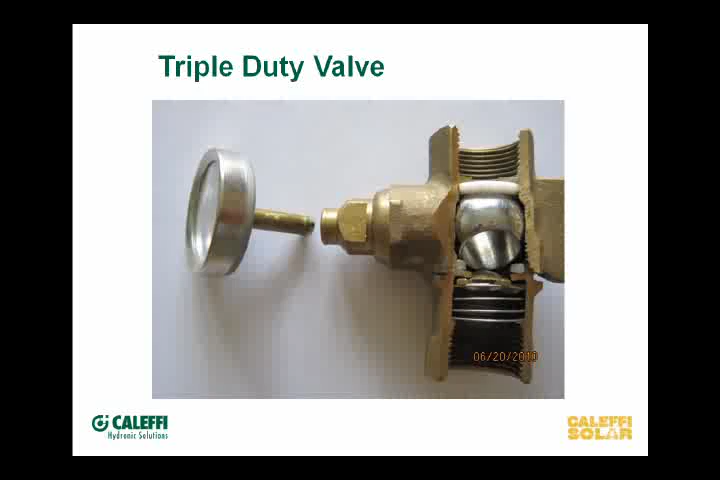 Triple Duty Valve
06/20/2010
CALEFFI
Hydronic Solutions
CALEFFI
SOLAR